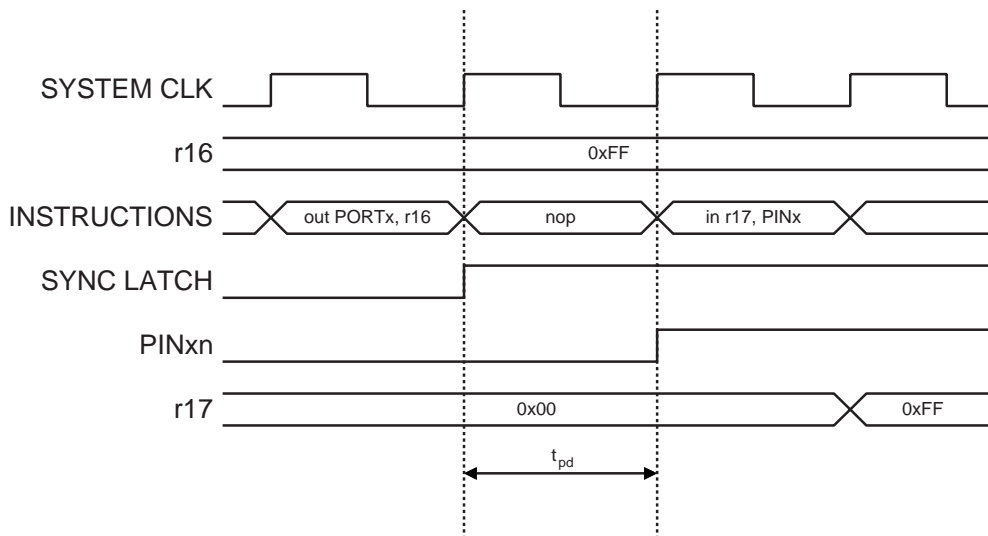 SYSTEM CLK
r16
0xFF
INSTRUCTIONS
out PORTx, r16
nop
in r17, PINx
SYNC LATCH
PINxn
r17
0x00
0xFF
tpd